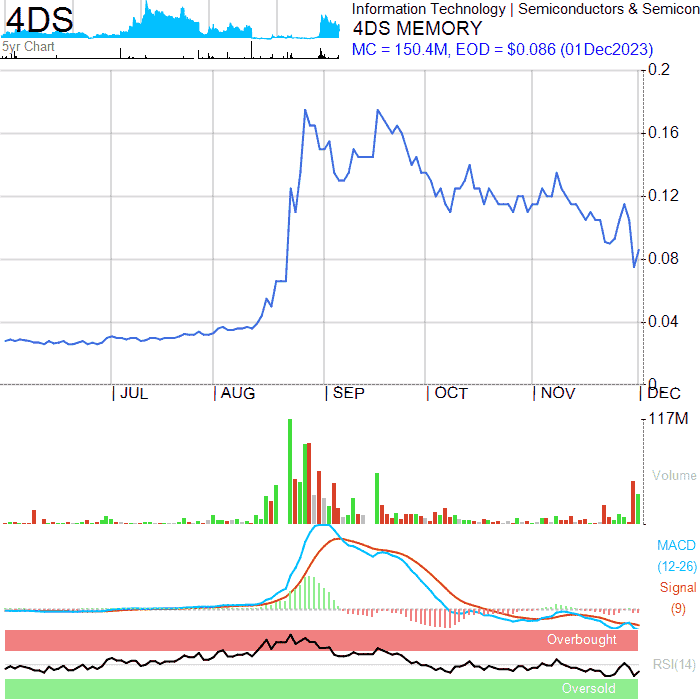 4DS
5yr Chart
Information Technology | Semiconductors & Semicon
4DS MEMORY
MC = 150.4M, EOD = $0.086 (01Dec2023)
0.2
0.16
0.12
0.08
0.04
0
JUL AUG SEP OCT NOV DEC
117M
Volume
MACD
(12-26)
Signal
(9)
Overbought
RSI(14)
Oversold